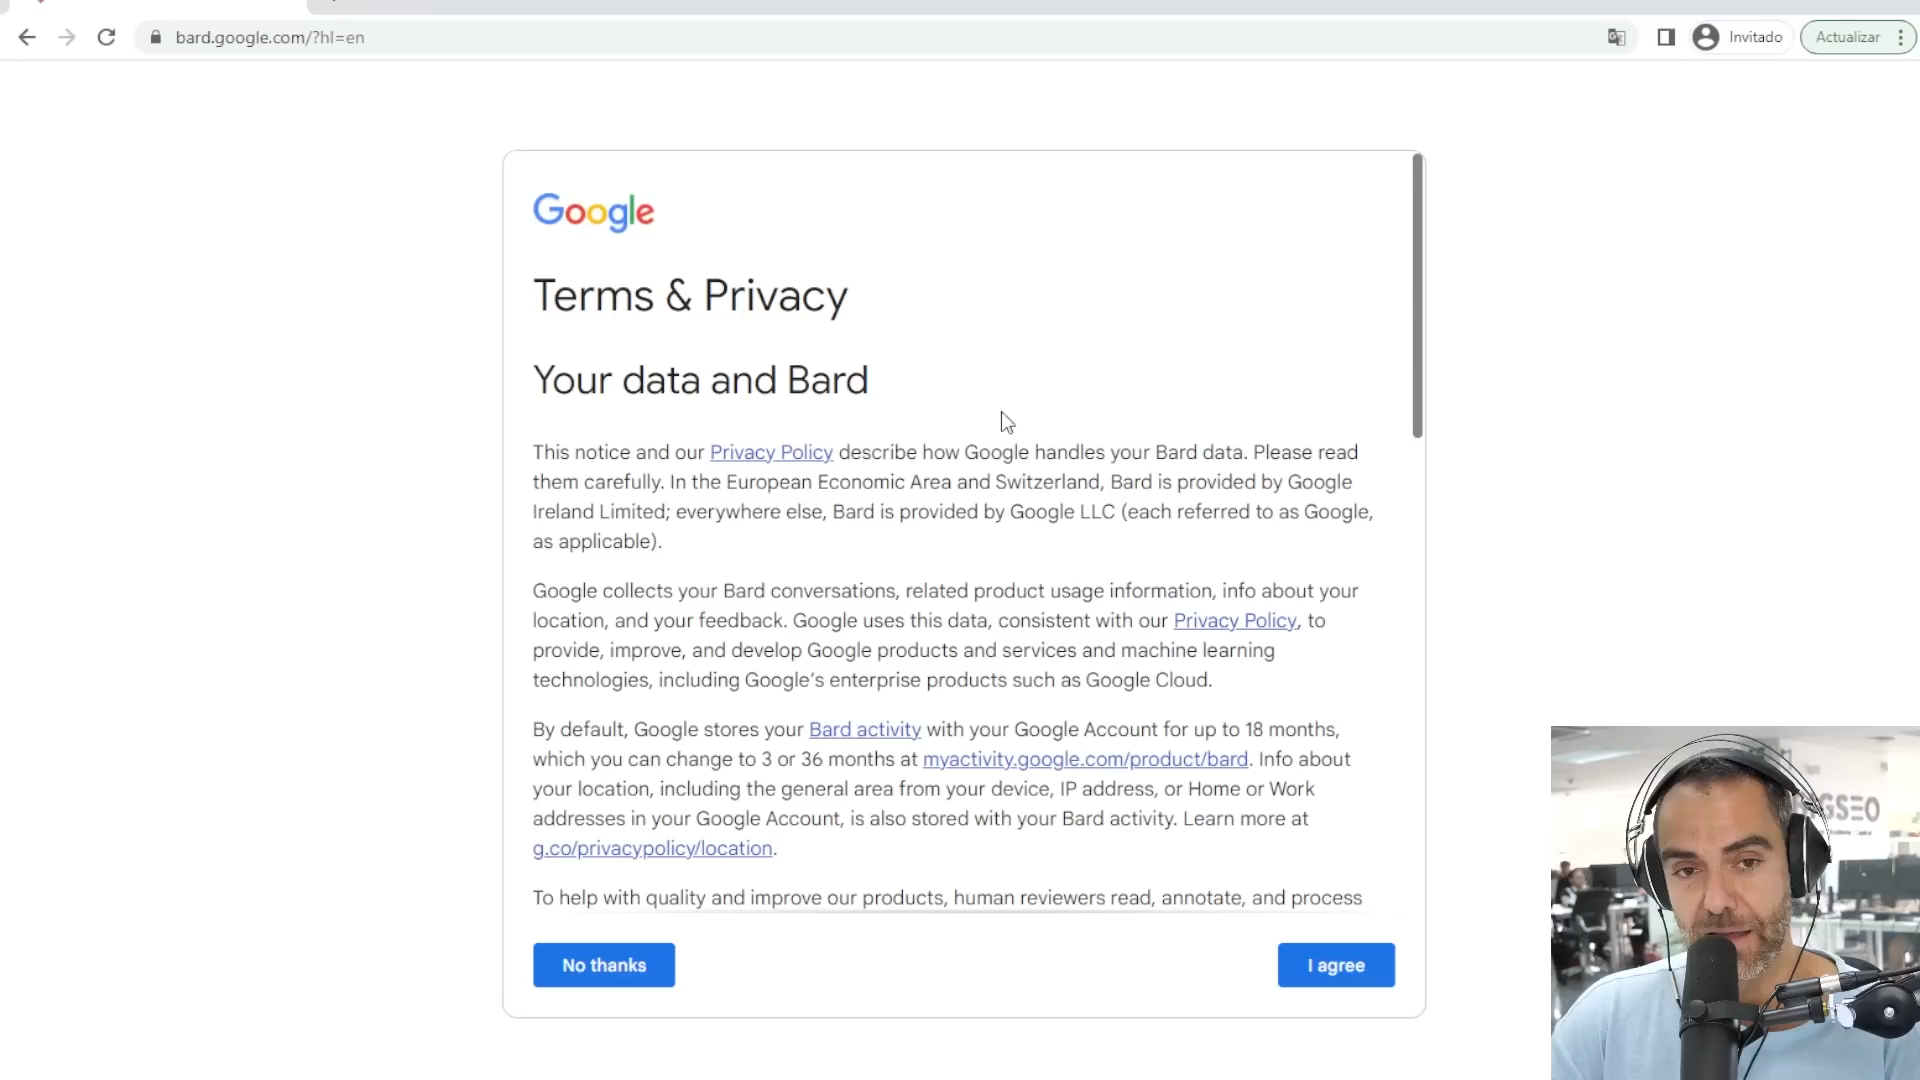 bard.google.com/?hl=en
Invitado
Actualizar
Google
Terms & Privacy
Your data and Bard
This notice and our Privacy Policy describe how Google handles your Bard data. Please read
them carefully. In the European Economic Area and Switzerland, Bard is provided by Google
Ireland Limited; everywhere else, Bard is provided by Google LLC (each referred to as Google,
as applicable).
Google collects your Bard conversations, related product usage information, info about your
location, and your feedback. Google uses this data, consistent with our Privacy Policy, to
provide, improve, and develop Google products and services and machine learning
technologies, including Google’s enterprise products such as Google Cloud.
By default, Google stores your Bard activity with your Google Account for up to 18 months,
which you can change to 3 or 36 months at myactivity.google.com/product/bard. Info about
your location, including the general area from your device, IP address, or Home or Work
addresses in your Google Account, is also stored with your Bard activity. Learn more at
g.co/privacypolicy/location.
To help with quality and improve our products, human reviewers read, annotate, and process
No thanks
I agree